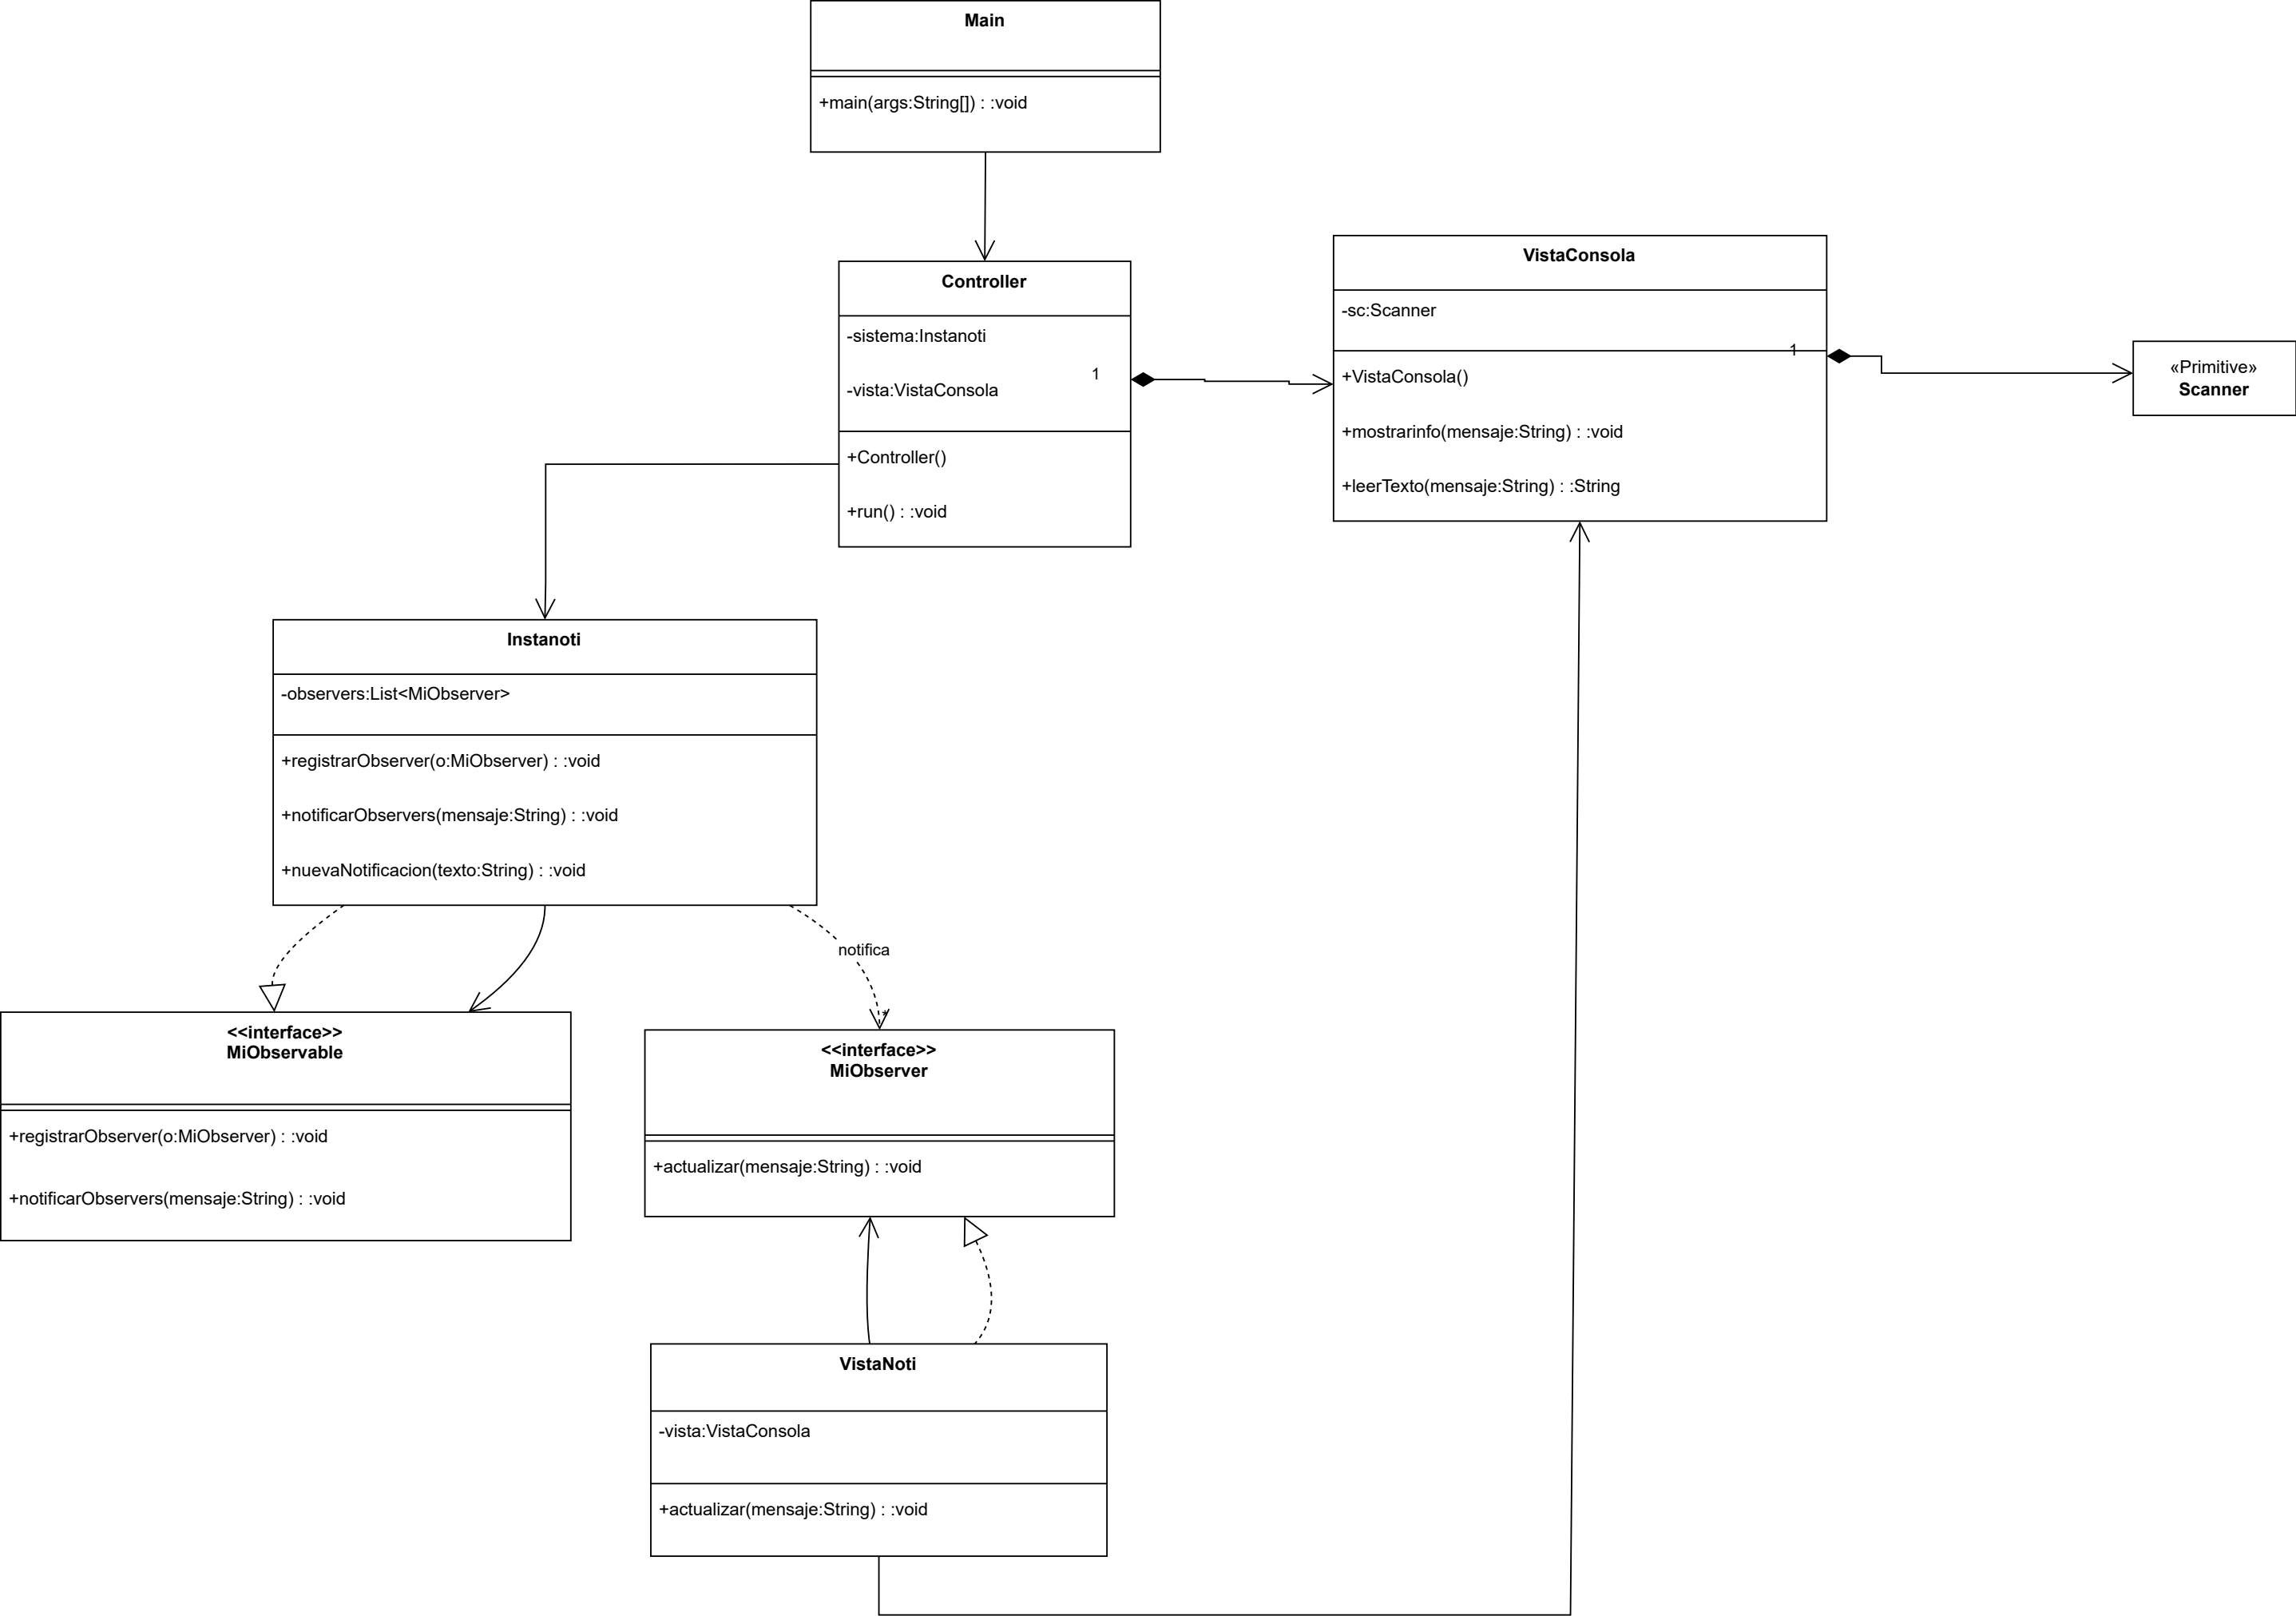 Main
+main(args:String[]) : :void
Controller
-sistema:Instanoti
-vista:VistaConsola
1
+Controller()
+run() : :void
VistaConsola
-sc:Scanner
1
+VistaConsola()
+mostrarinfo(mensaje:String) : :void
+leerTexto(mensaje:String) : :String
«Primitive»
Scanner
Instanoti
-observers:List<MiObserver>
+registrarObserver(o:MiObserver) : :void
+notificarObservers(mensaje:String) : :void
+nuevaNotificacion(texto:String) : :void
notifica
*
<<interface>>
MiObservable
+registrarObserver(o:MiObserver) : :void
+notificarObservers(mensaje:String) : :void
<<interface>>
MiObserver
+actualizar(mensaje:String) : :void
VistaNoti
-vista:VistaConsola
+actualizar(mensaje:String) : :void